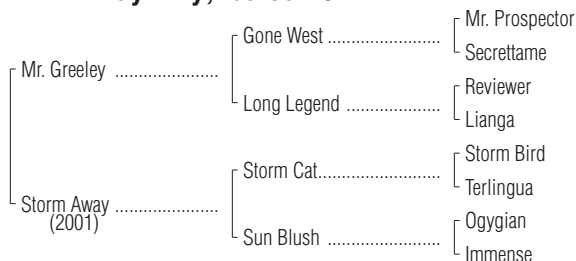 Mr. Prospector
Gone West
Secrettame
Mr. Greeley
Reviewer
Long Legend
Lianga
Storm Bird
Storm Cat
Terlingua
Storm Away
(2001)
Ogygian
Sun Blush
Immense